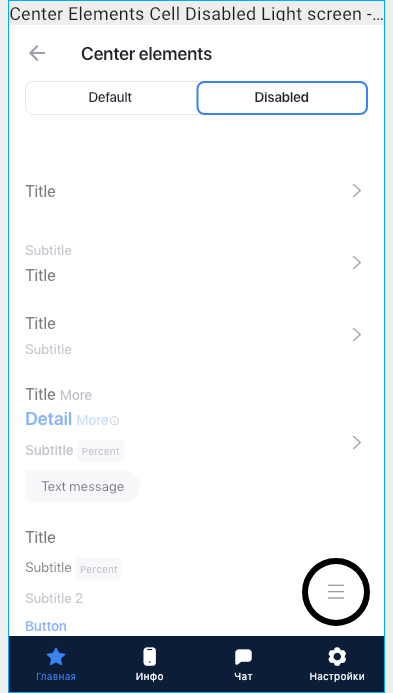 Center Elements Cell Disabled Light screen -...
Center elements
Default Disabled
Title
Subtitle
Title
Title
Subtitle
Title More
Detail More
Subtitle Percent
Text message
Title
Subtitle Percent
Subtitle 2
Button
Главная Инфо Чат Настройки